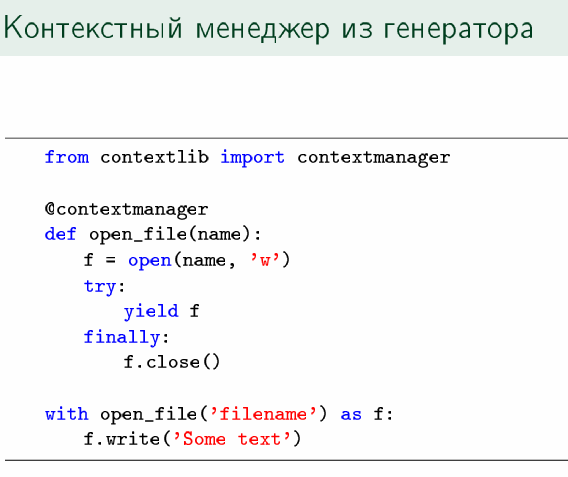 Контекстный менеджер из генератора
from contextlib import contextmanager
@contextmanager
def open_file(name):
    f = open(name, 'w')
    try:
        yield f
    finally:
        f.close()
with open_file('filename') as f:
    f.write('Some text')